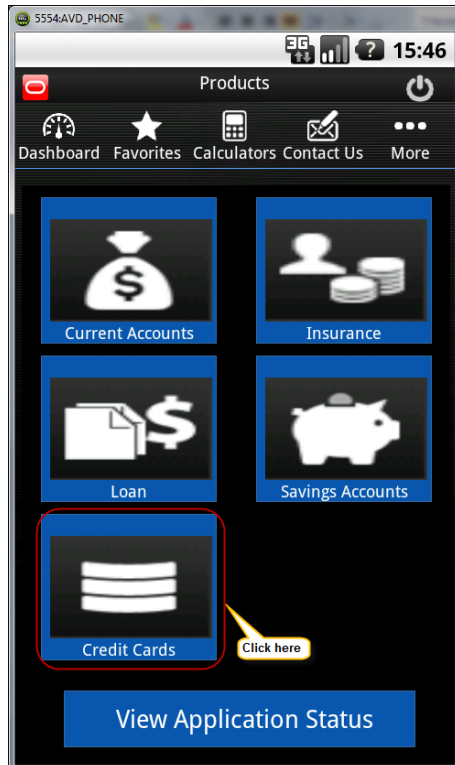 5554:AVD_PHONE
3G 15:46
Products
Dashboard Favorites Calculators Contact Us More
$
Current Accounts Insurance
$
Loan Savings Accounts
Credit Cards
Click here
View Application Status